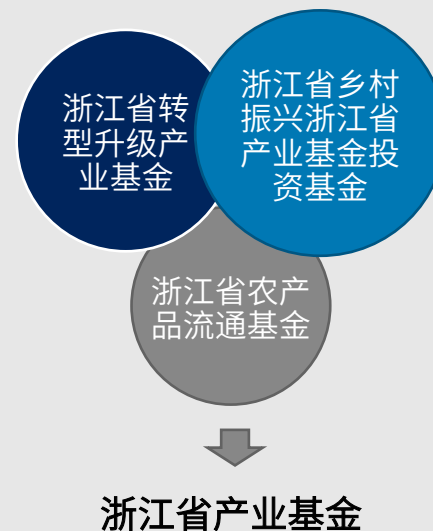 浙江省转
型升级产
业基金
浙江省乡村
振兴浙江省
产业基金投
资基金
浙江省农产
品流通基金
浙江省产业基金